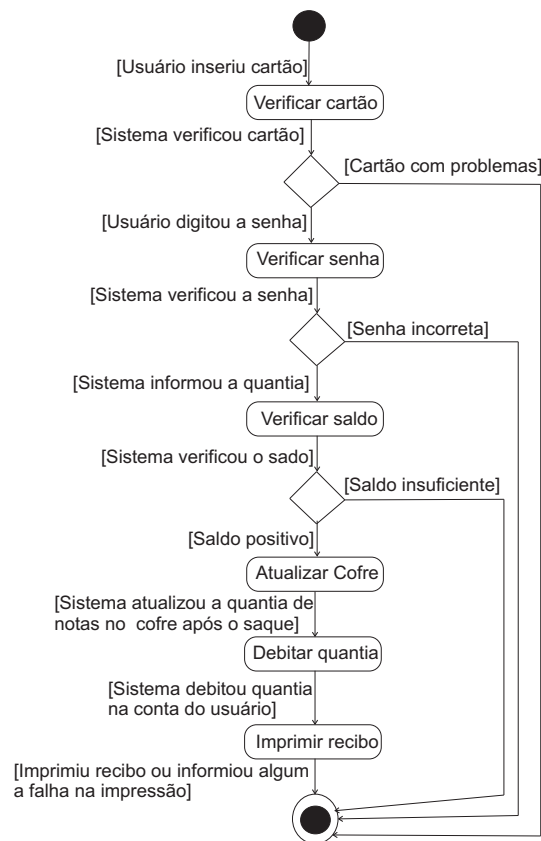 [Usuário inseriu cartão]
Verificar cartão
[Sistema verificou cartão]
[Cartão com problemas]
[Usuário digitou a senha]
Verificar senha
[Sistema verificou a senha]
[Senha incorreta]
[Sistema informou a quantia]
Verificar saldo
[Sistema verificou o sado]
[Saldo insuficiente]
[Saldo positivo]
Atualizar Cofre
[Sistema atualizou a quantia de
notas no cofre após o saque]
Debitar quantia
[Sistema debitou quantia
na conta do usuário]
Imprimir recibo
[Imprimiu recibo ou informiou algum
a falha na impressão]